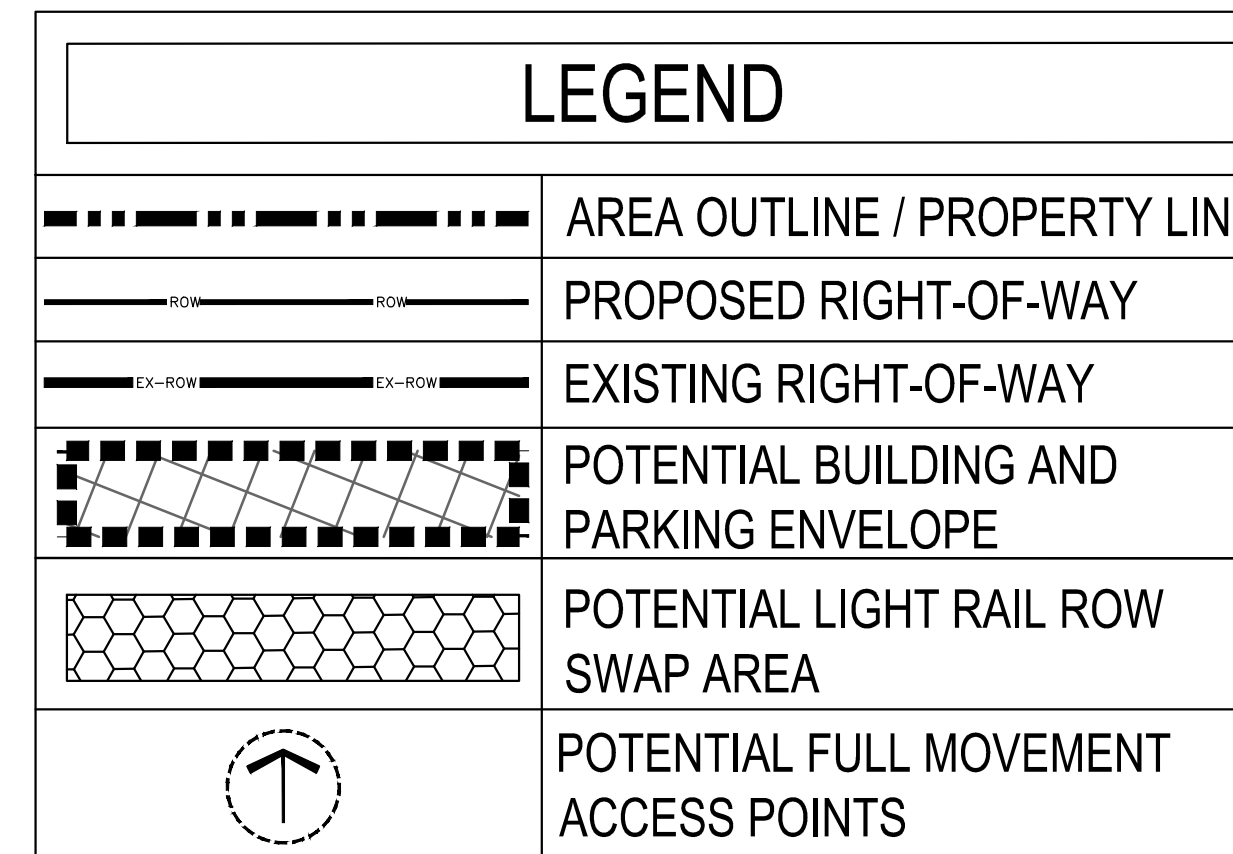 LEGEND
AREA OUTLINE / PROPERTY LIN
ROW ROW
PROPOSED RIGHT-OF-WAY
EX-ROW EX-ROW
EXISTING RIGHT-OF-WAY
POTENTIAL BUILDING AND
PARKING ENVELOPE
POTENTIAL LIGHT RAIL ROW
SWAP AREA
POTENTIAL FULL MOVEMENT
ACCESS POINTS